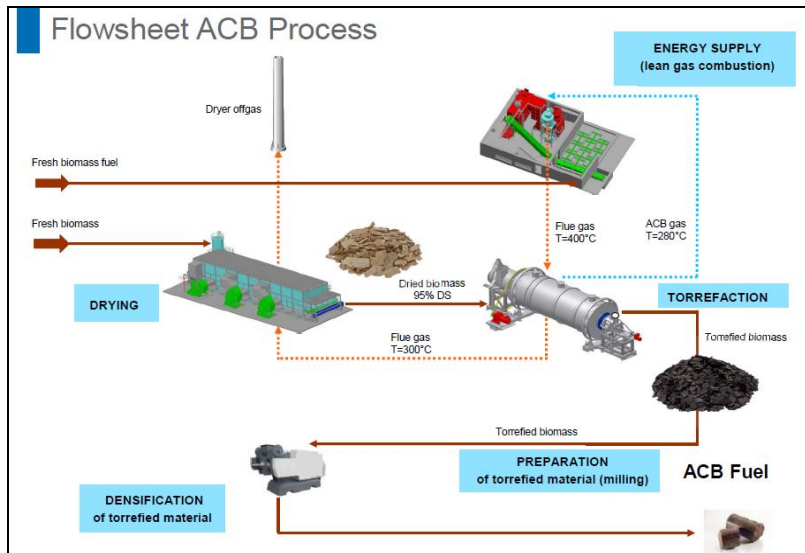 Flowsheet ACB Process
ENERGY SUPPLY
(lean gas combustion)
Dryer offgas
Fresh biomass fuel
Fresh biomass
Flue gas
T=400°C
ACB gas
T=280°C
DRYING
Dried biomass
95% DS
TORREFACTION
Flue gas
T=300°C
Torrefied biomass
Torrefied biomass
PREPARATION
of torrefied material (milling)
ACB Fuel
DENSIFICATION
of torrefied material